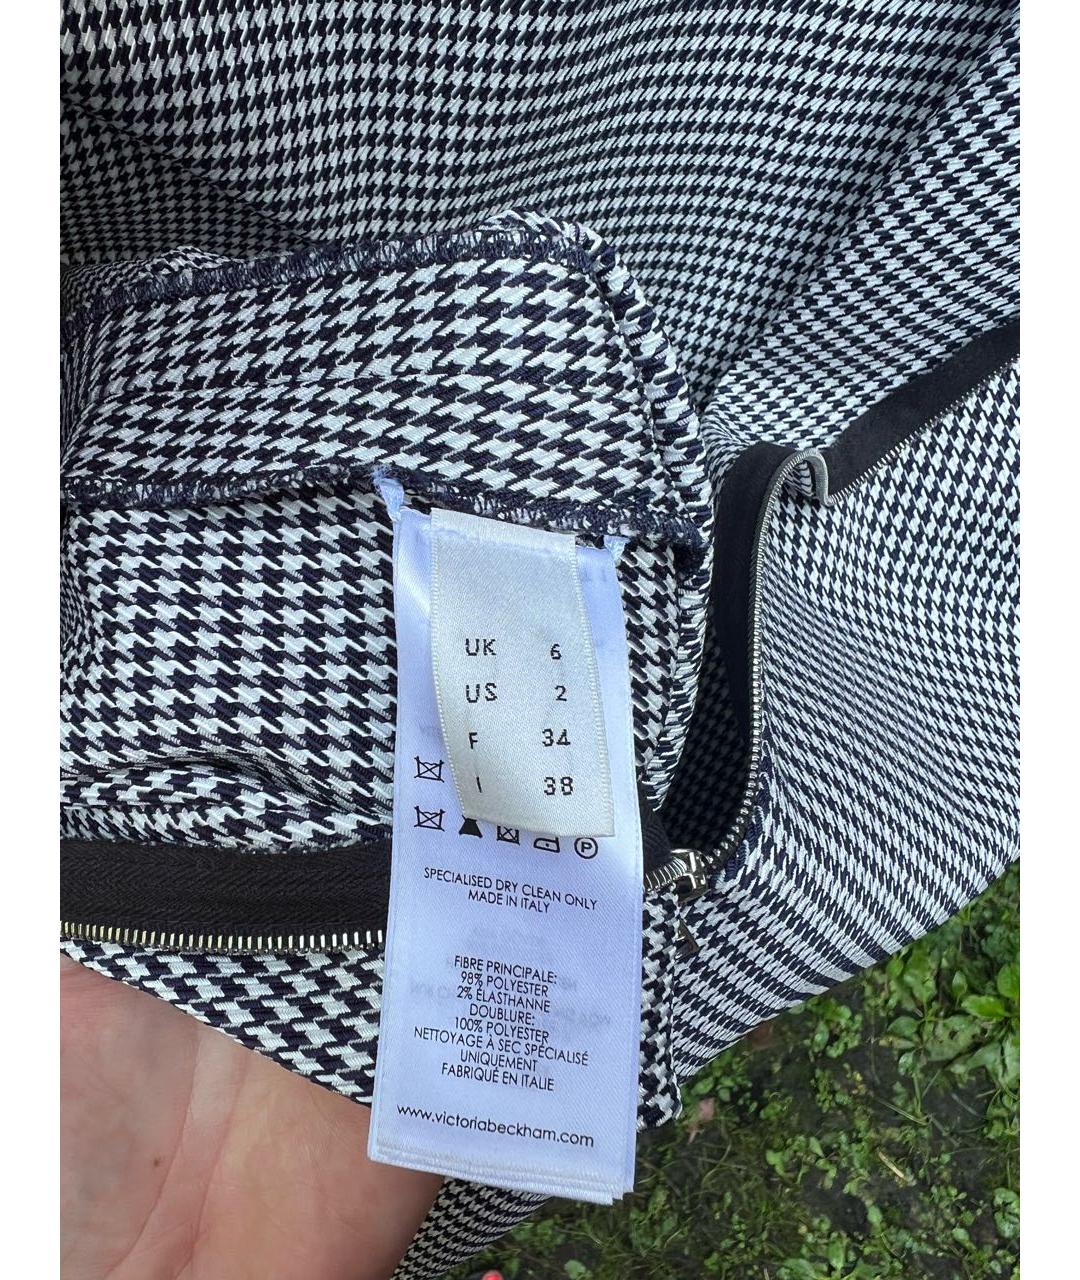 UK 6
US 2
F 34
I 38
P
SPECIALISED DRY CLEAN ONLY
MADE IN ITALY
FIBRE PRINCIPALE:
98% POLYESTER
2% ÉLASTHANNE
DOUBLURE:
100% POLYESTER
NETTOYAGE À SEC SPÉCIALISÉ
UNIQUEMENT
FABRIQUÉ EN ITALIE
www.victoriabeckham.com